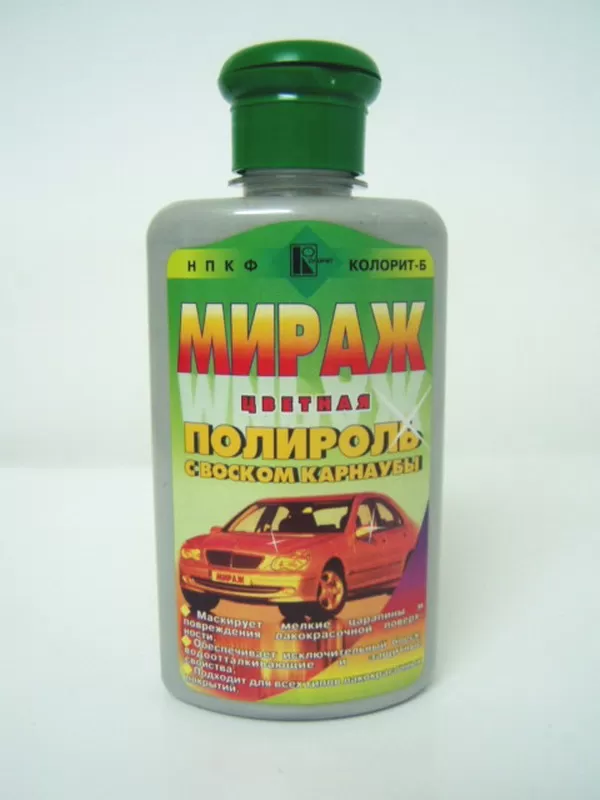 НПКФ КОЛОРИТ-Б
МИРАЖ
ЦВЕТНАЯ
ПОЛИРОЛЬ
С ВОСКОМ КАРНАУБЫ
МИРАЖ
Маскирует мелкие царапины и
повреждения лакокрасочной поверх-
ности.
Обеспечивает исключительный блеск,
водоотталкивающие и защитные
свойства.
Подходит для всех типов лакокрасочных
покрытий.